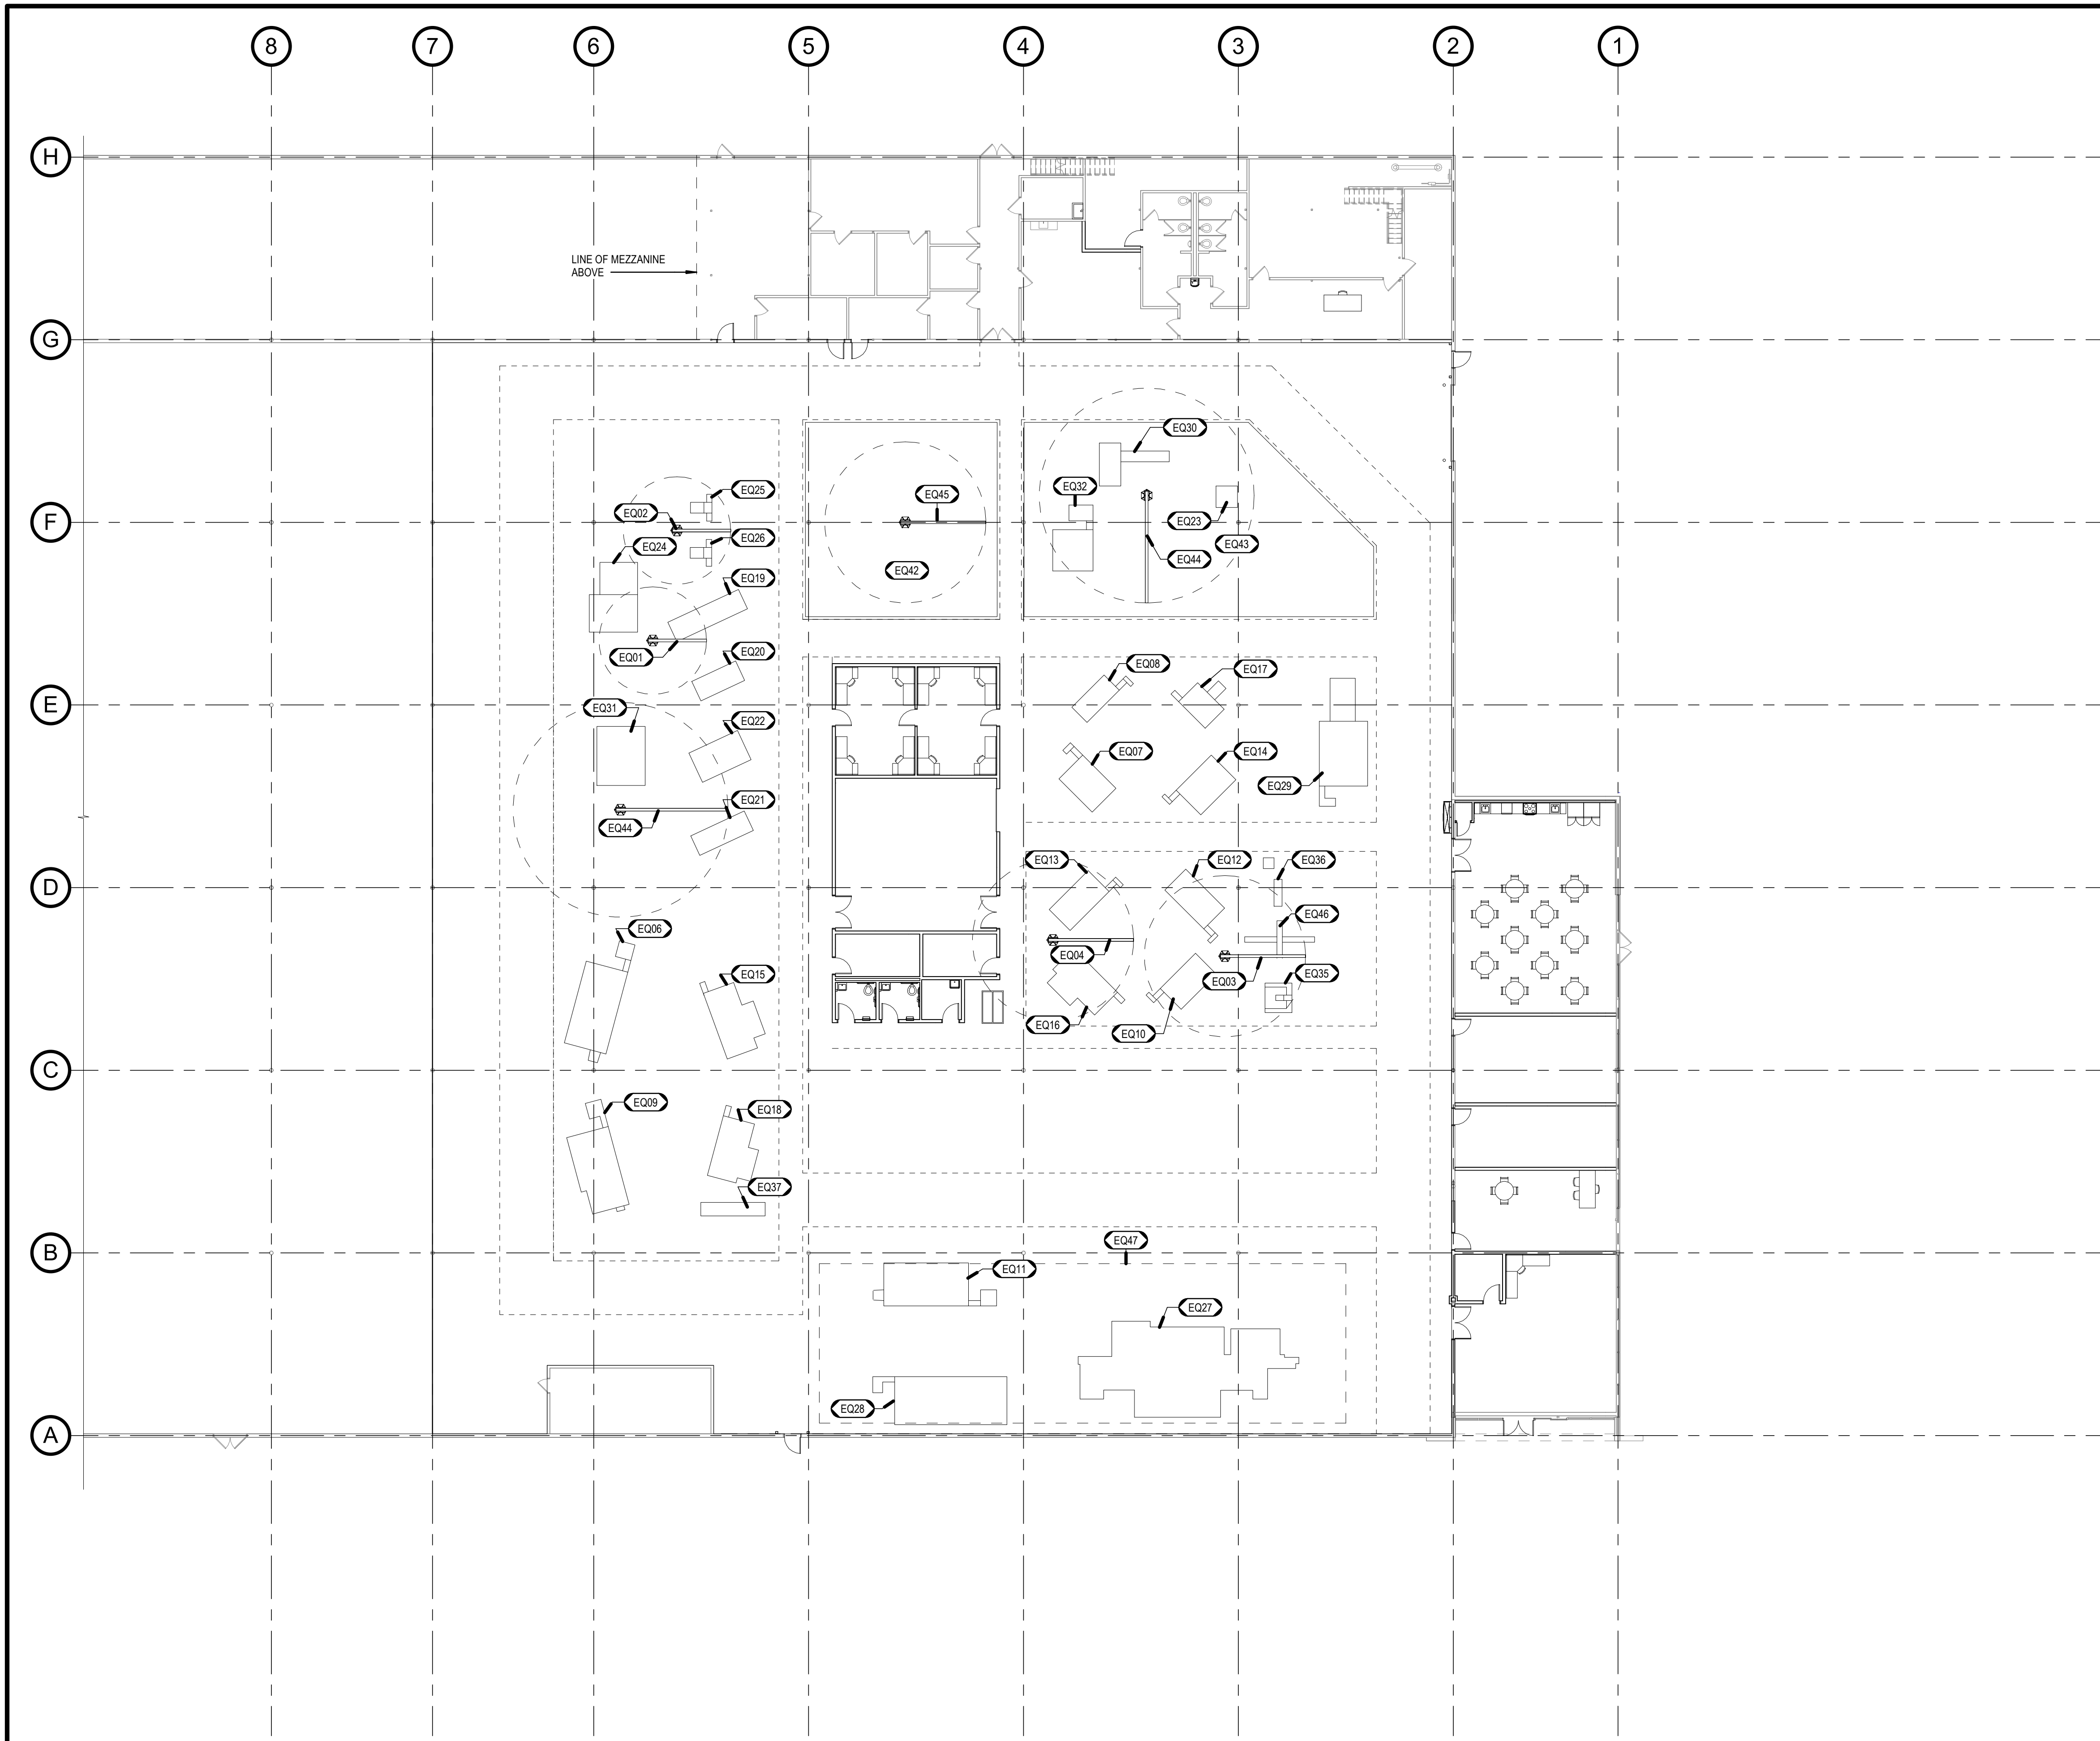 8
7
6
5
4
3
2
1
H
LINE OF MEZZANINE
ABOVE
G
EQ30
EQ25
EQ32
EQ45
EQ02
F
EQ23
EQ26
EQ24
EQ43
EQ44
EQ42
EQ19
EQ20
EQ01
EQ08
EQ17
E
EQ31
EQ22
EQ07
EQ14
EQ29
EQ21
EQ44
EQ13
EQ12
EQ36
D
EQ46
EQ06
EQ04
EQ15
EQ35
EQ03
EQ16
EQ10
C
EQ09
EQ18
EQ37
EQ47
B
EQ11
EQ27
EQ28
A